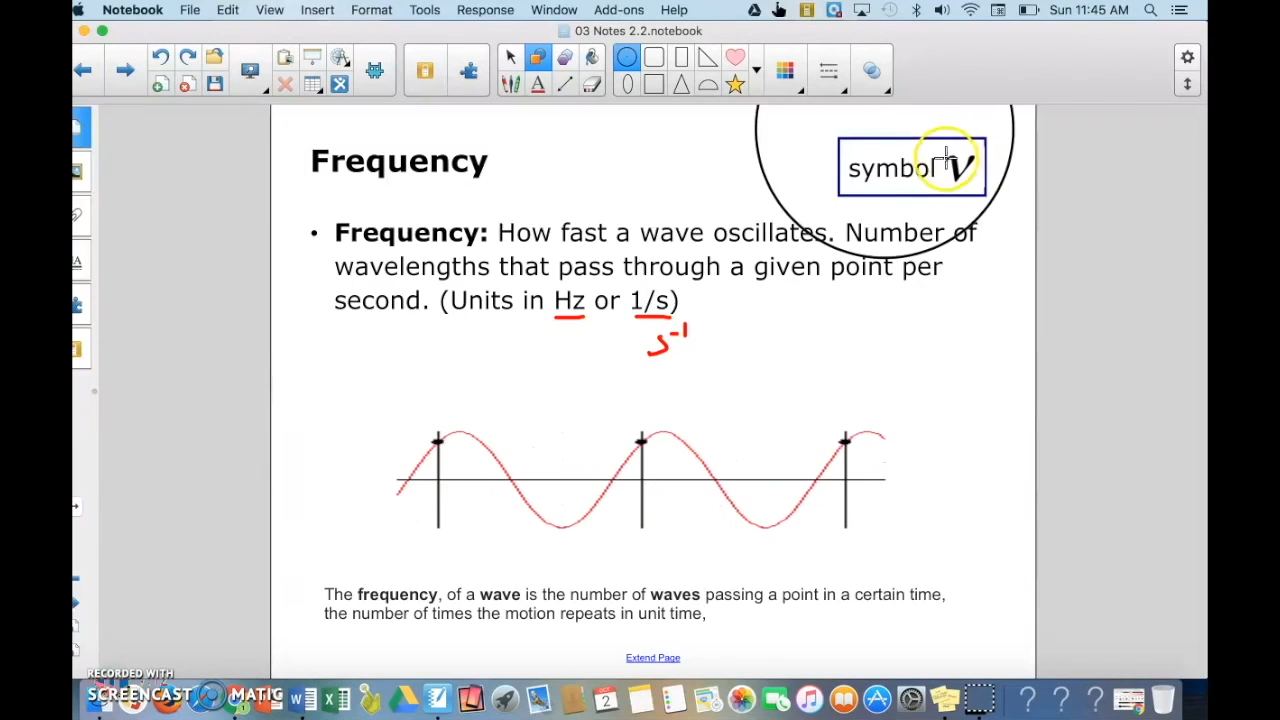 Notebook File Edit View Insert Format Tools Response Window Add-ons Help Sun 11:45 AM
03 Notes 2.2.notebook
A
Frequency
symbol ν
• Frequency: How fast a wave oscillates. Number of
wavelengths that pass through a given point per
second. (Units in Hz or 1/s)
s⁻¹
The frequency, of a wave is the number of waves passing a point in a certain time,
the number of times the motion repeats in unit time,
Extend Page
RECORDED WITH
SCREENCAST MATIC